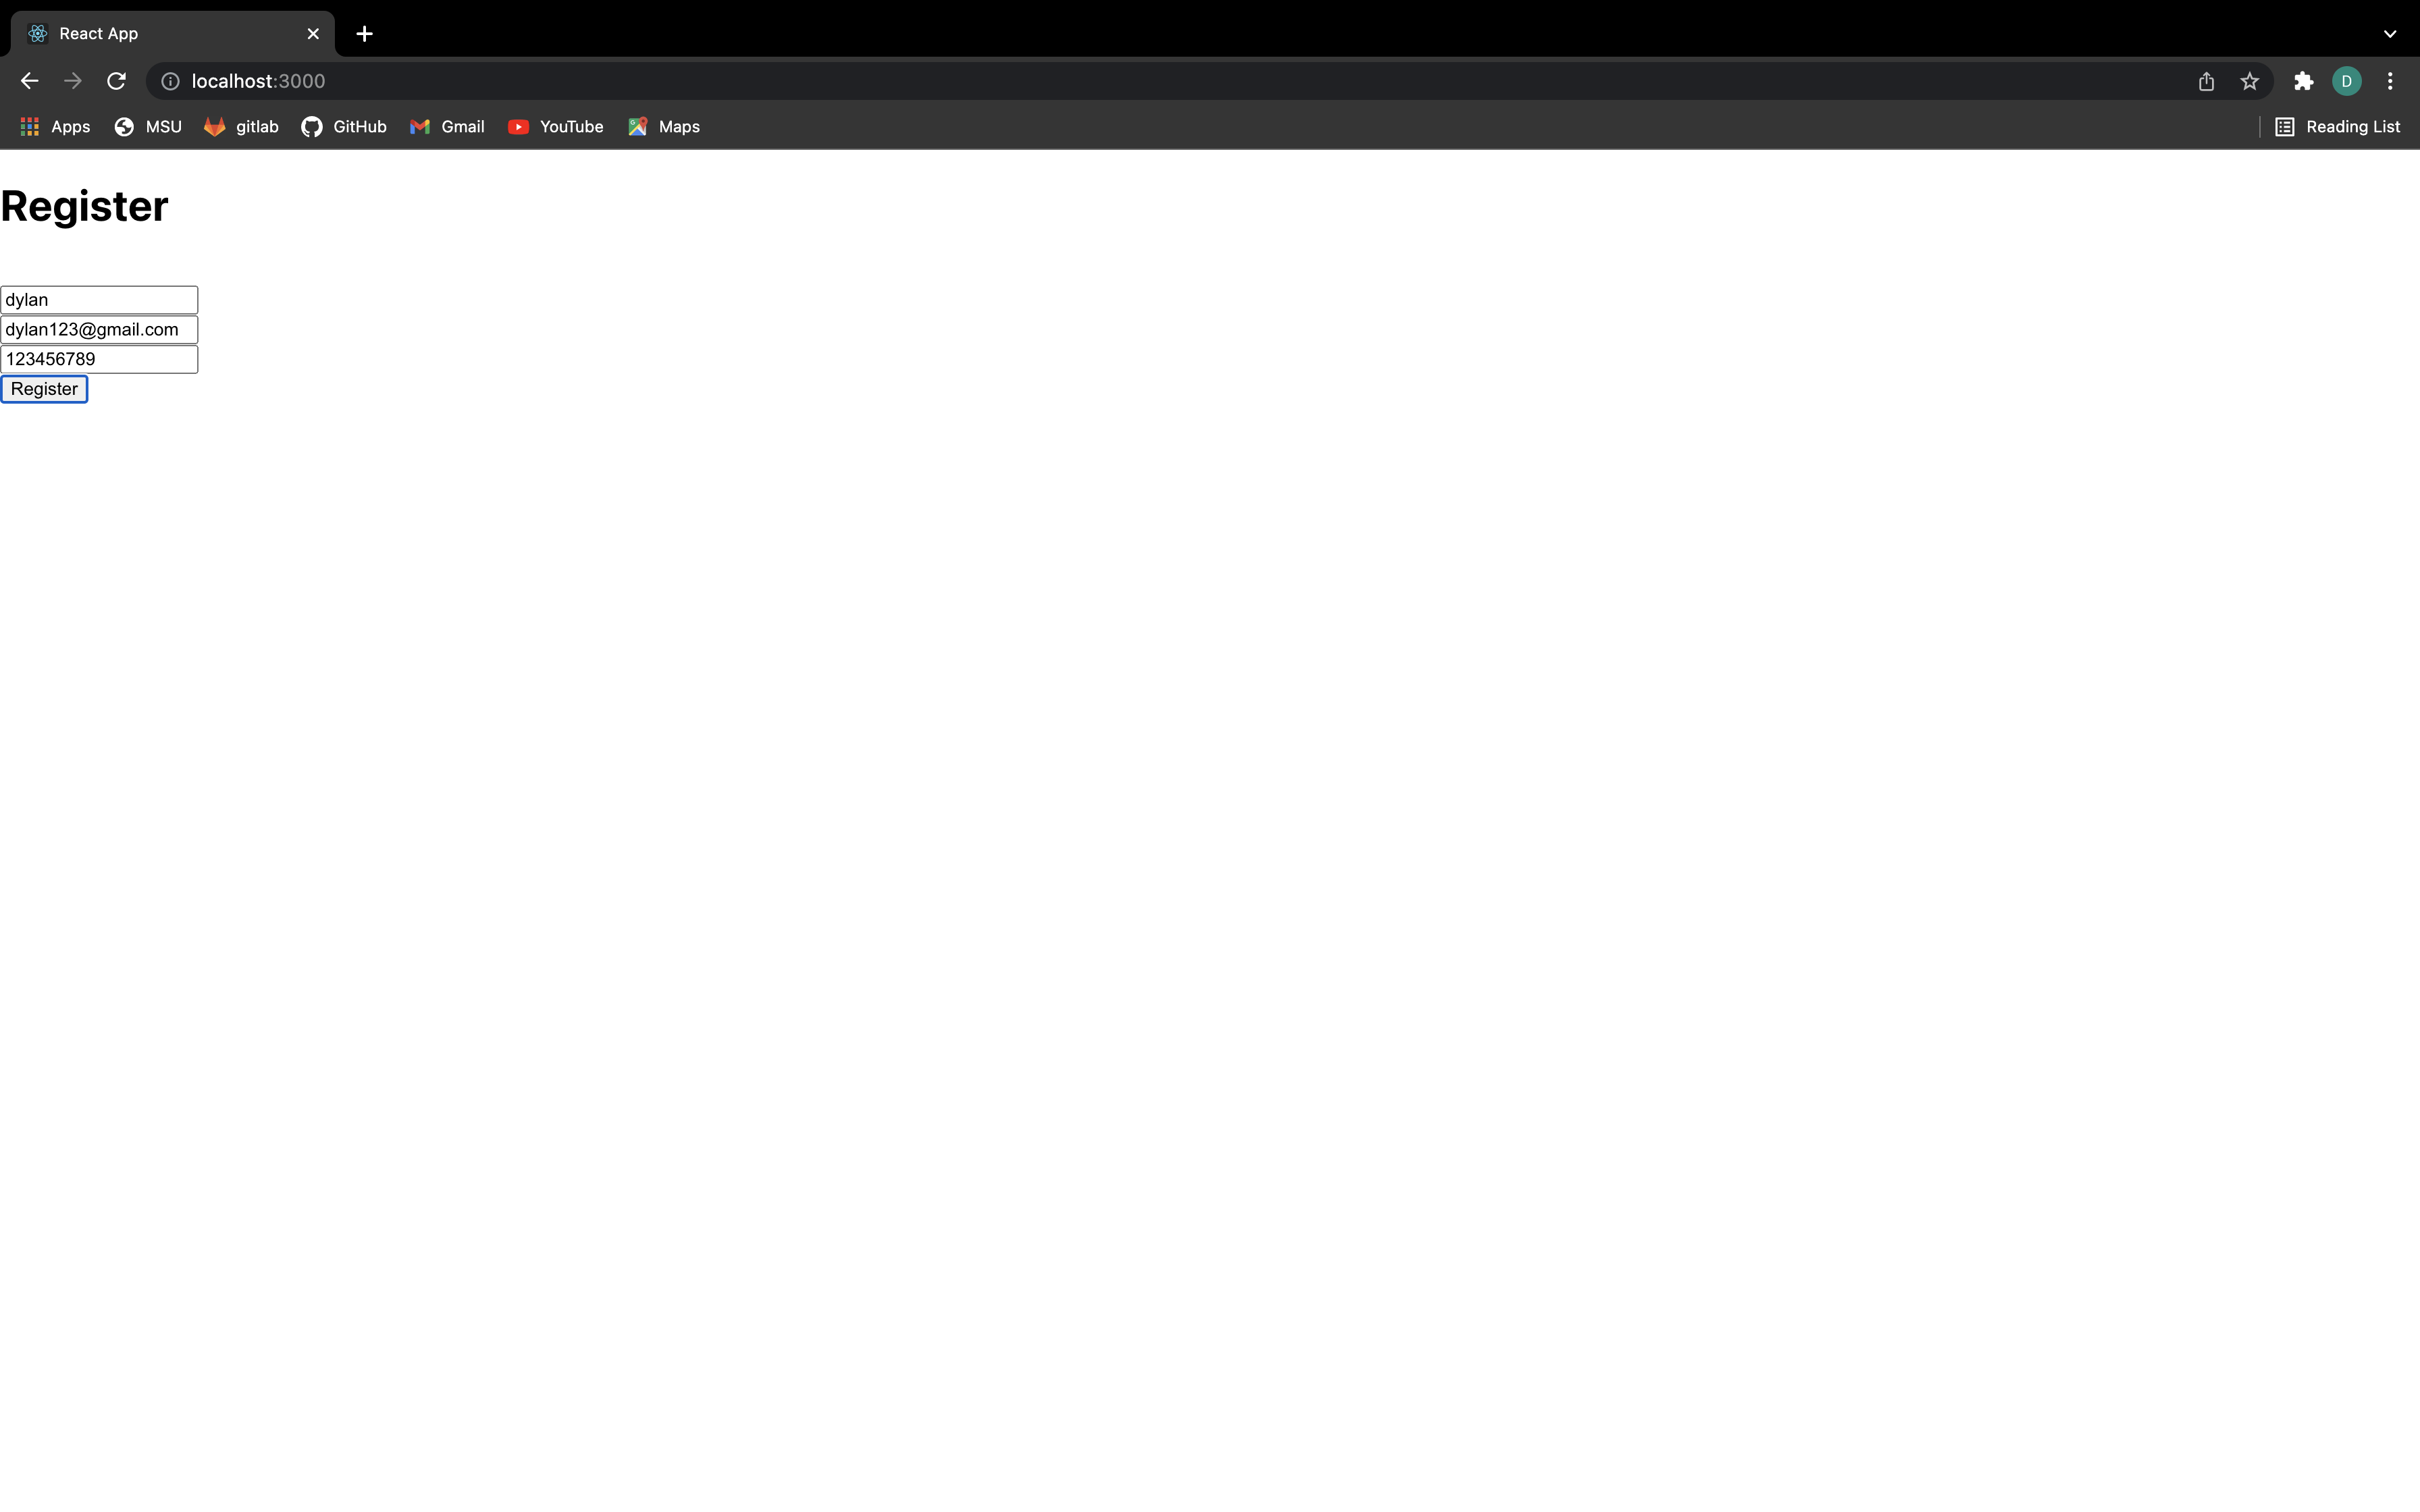 React App
localhost:3000
D
Apps MSU gitlab GitHub Gmail YouTube Maps Reading List
Register
dylan
dylan123@gmail.com
123456789
Register